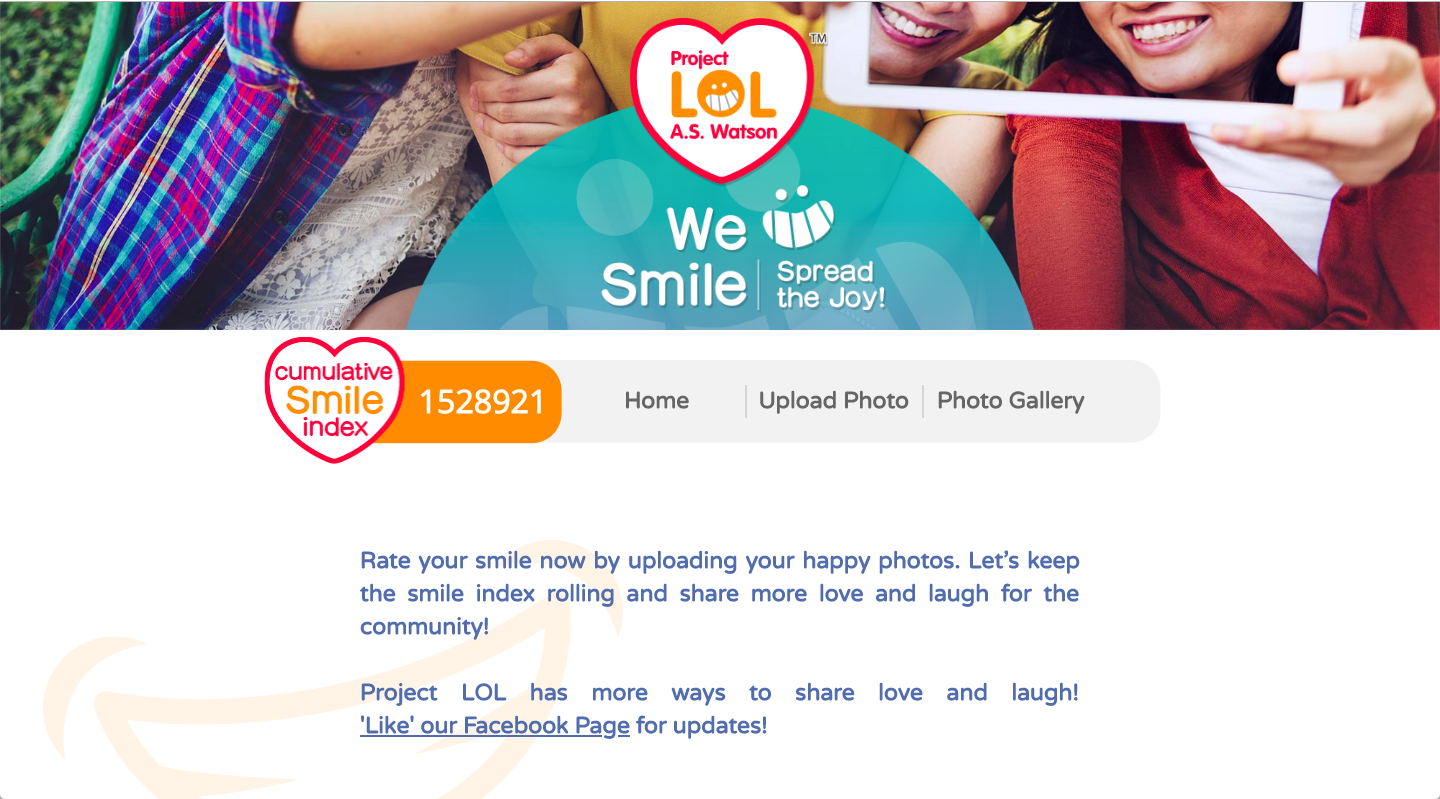 Project
LOL
A.S. Watson
TM
We
Smile
Spread
the Joy!
cumulative
Smile
index
1528921
Home
Upload Photo
Photo Gallery
Rate your smile now by uploading your happy photos. Let’s keep
the smile index rolling and share more love and laugh for the
community!
Project LOL has more ways to share love and laugh!
'Like' our Facebook Page for updates!